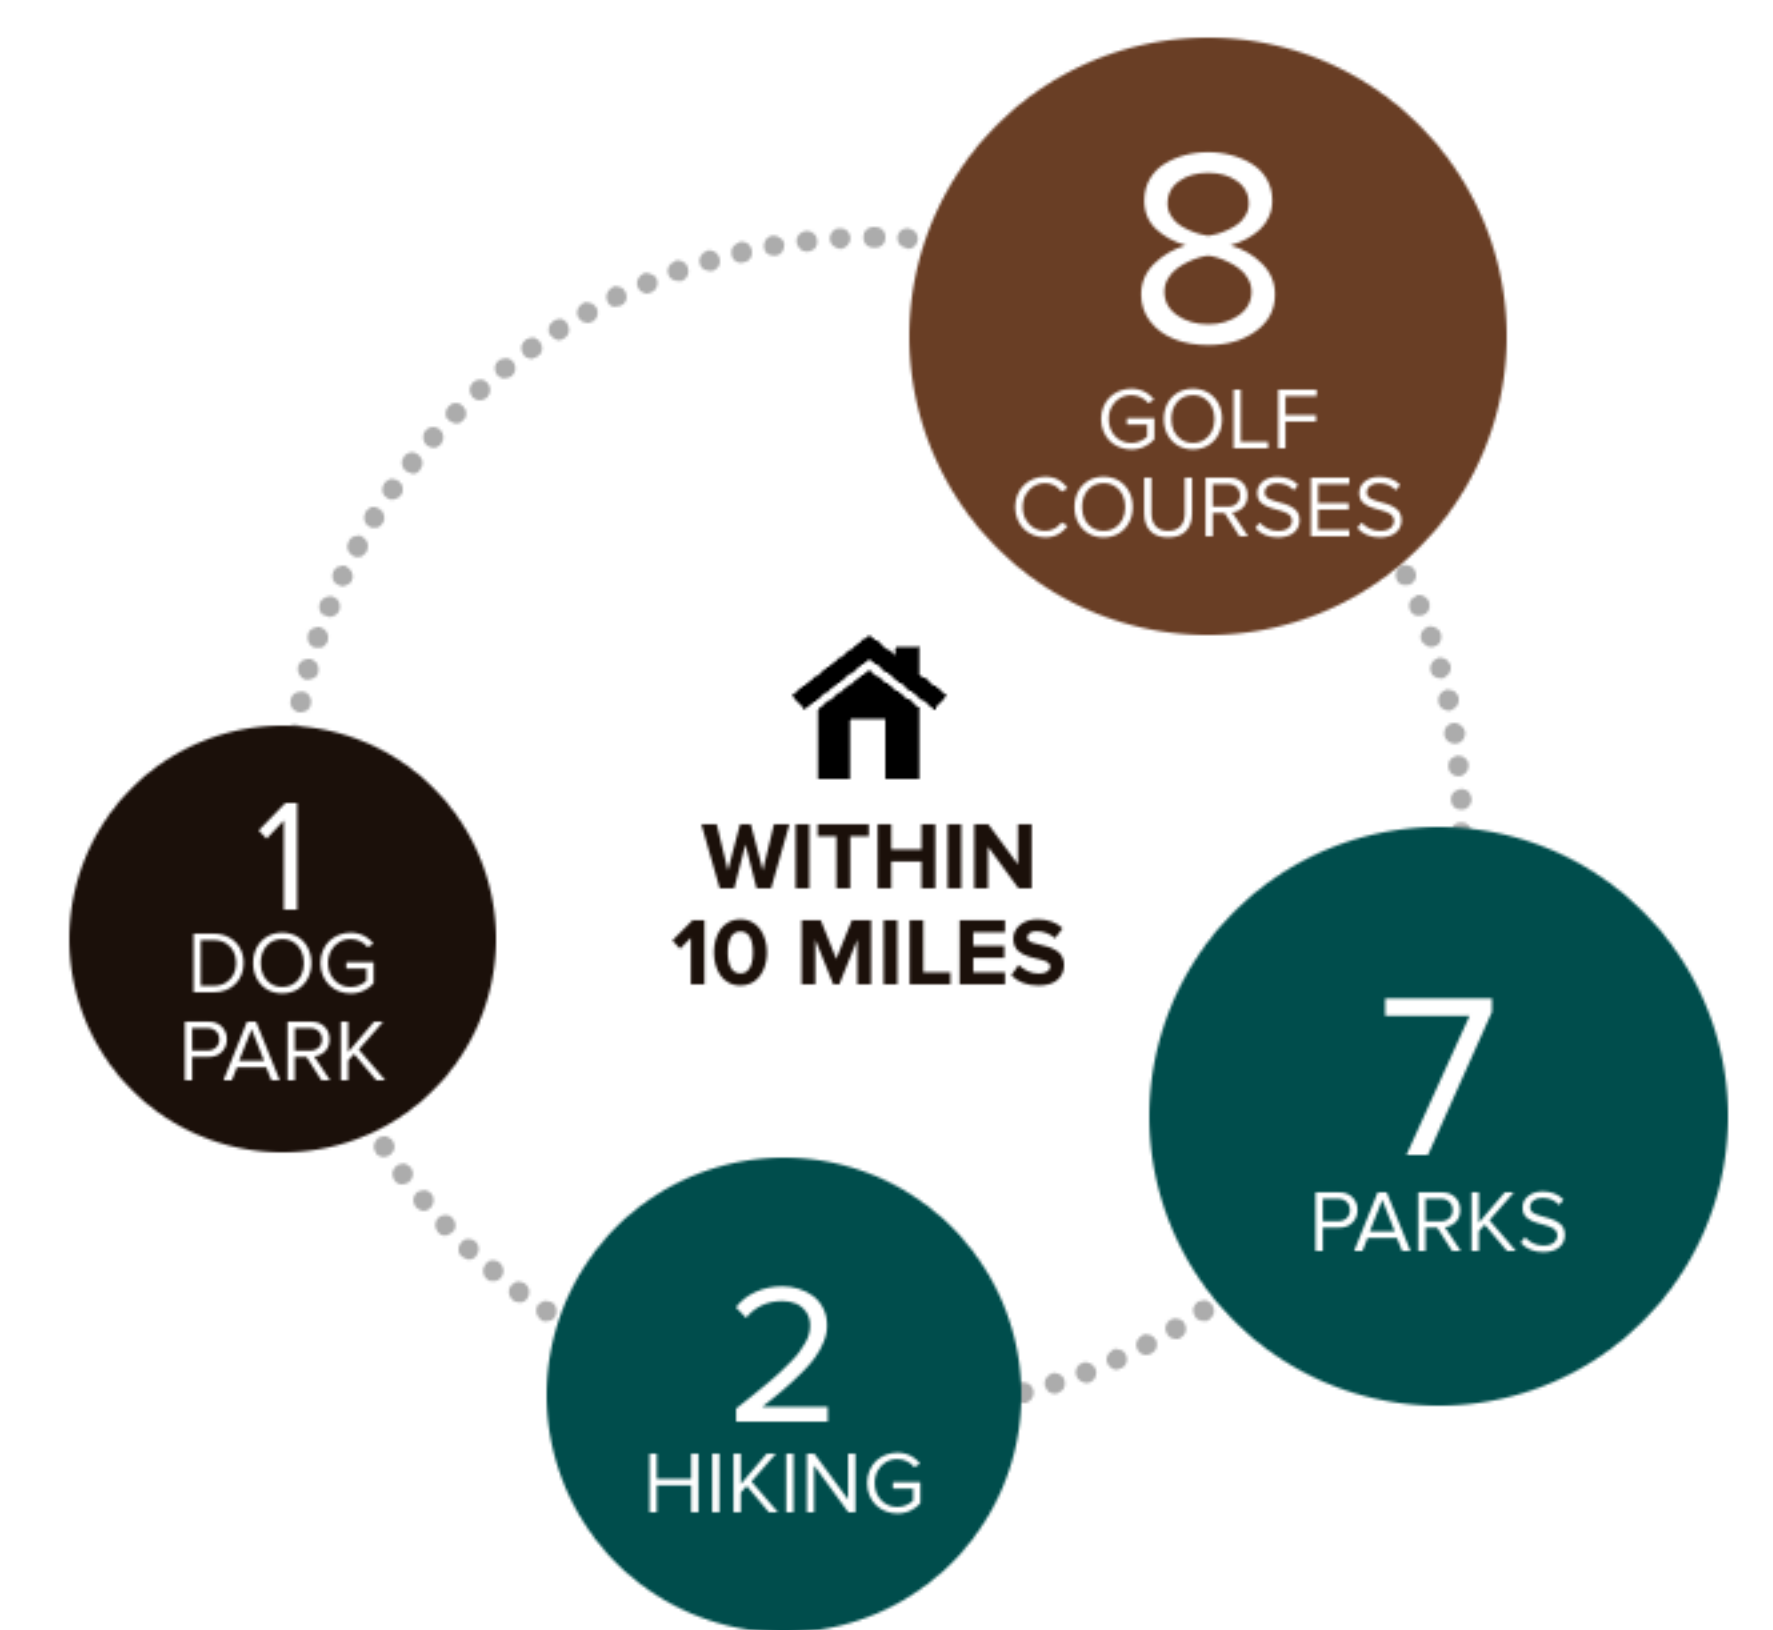 8
GOLF
COURSES
1
DOG
PARK
WITHIN
10 MILES
7
PARKS
2
HIKING